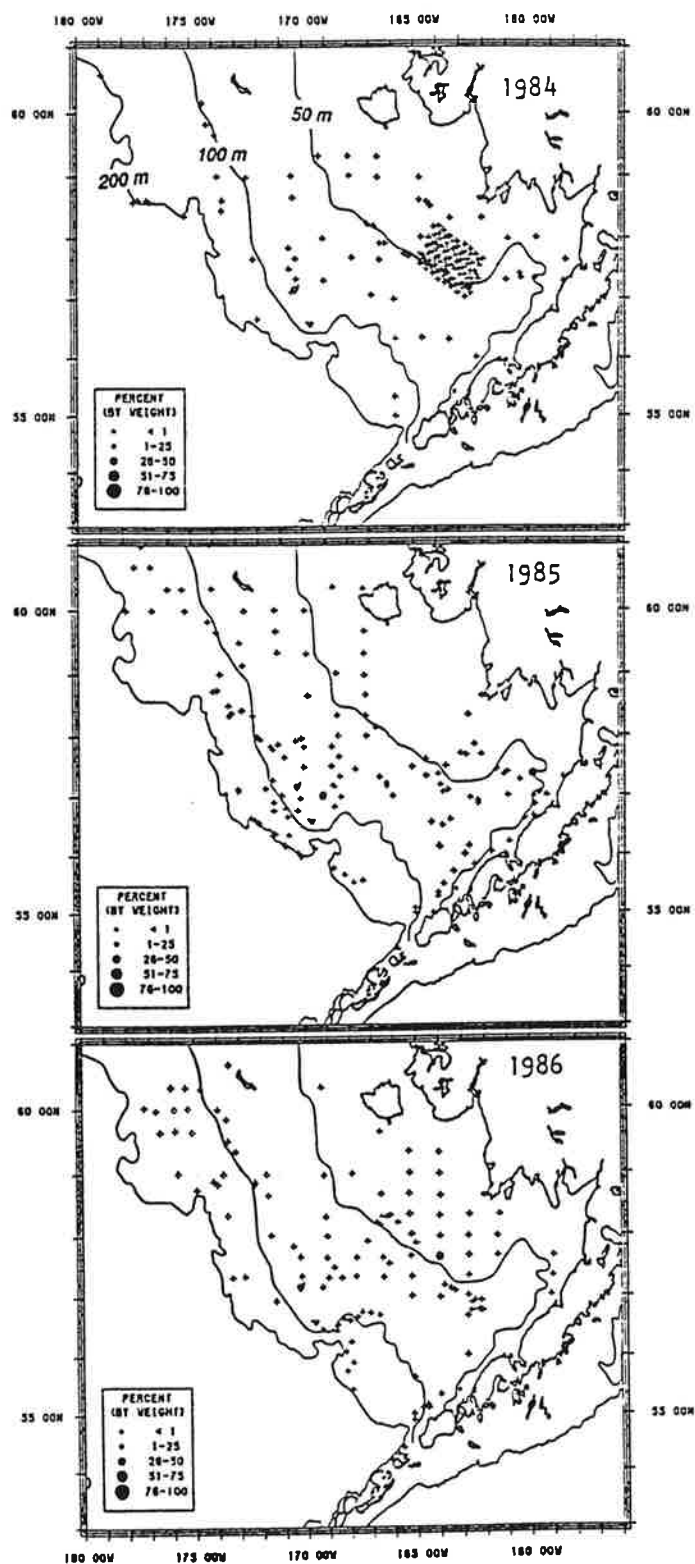 180 00W 175 00W 170 00W 165 00W 160 00W
1984
60 00N 60 00N
50 m
100 m
200 m
PERCENT
(BY WEIGHT)
< 1
1-25
26-50
51-75
76-100
55 00N 55 00N
1985
60 00N 60 00N
PERCENT
(BY WEIGHT)
< 1
1-25
26-50
51-75
76-100
55 00N 55 00N
1986
60 00N 60 00N
PERCENT
(BY WEIGHT)
< 1
1-25
26-50
51-75
76-100
55 00N 55 00N
180 00W 175 00W 170 00W 165 00W 160 00W